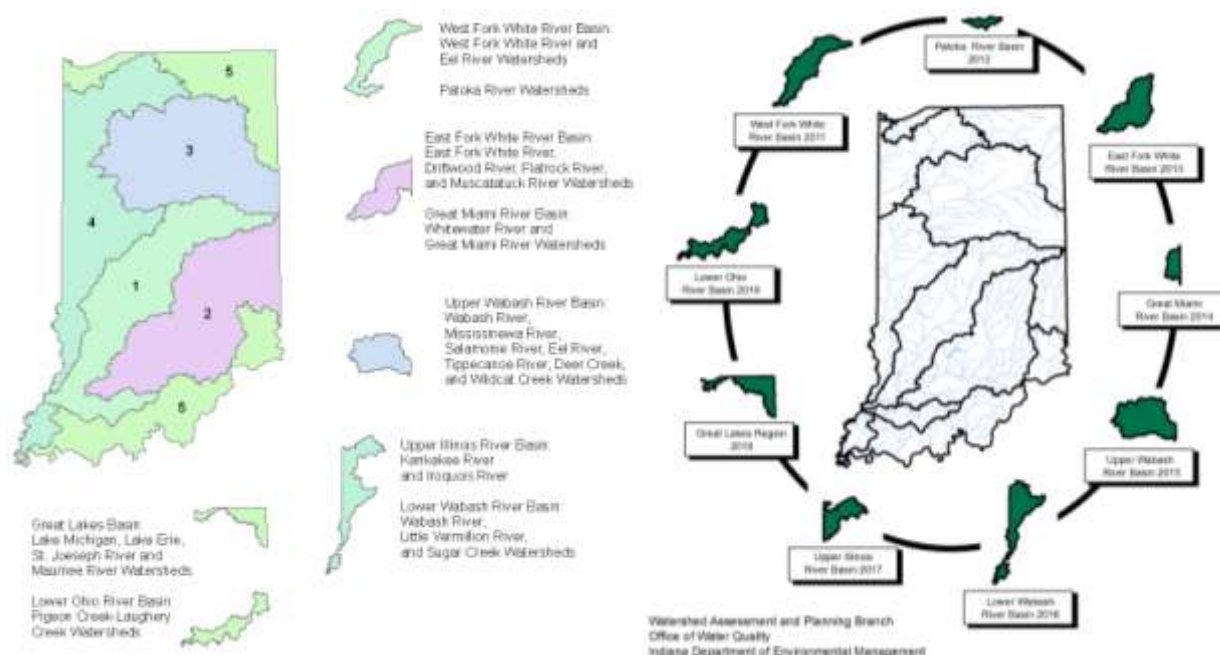 West Fork White River Basin:
West Fork White River and
Eel River Watersheds
Patoka River Watersheds
East Fork White River Basin:
East Fork White River,
Driftwood River, Flatrock River,
and Muscatatuck River Watersheds
Great Miami River Basin:
Whitewater River and
Great Miami River Watersheds
Upper Wabash River Basin:
Wabash River,
Mississinewa River,
Salamonie River, Eel River,
Tippecanoe River, Deer Creek,
and Wildcat Creek Watersheds
Upper Illinois River Basin:
Kankakee River
and Iroquois River
Lower Wabash River Basin:
Wabash River,
Little Vermillion River,
and Sugar Creek Watersheds
Great Lakes Basin:
Lake Michigan, Lake Erie,
St. Joeseph River and
Maumee River Watersheds
Lower Ohio River Basin:
Pigeon Creek-Laughery
Creek Watersheds
5
3
4
1
2
Patoka River Basin
2012
West Fork White
River Basin 2011
East Fork White
River Basin 2013
Lower Ohio
River Basin
Great Miami
River Basin 2014
Great Lakes Region
Upper Wabash
River Basin 2015
Upper Illinois
River Basin 2017
Lower Wabash
River Basin 2016
Watershed Assessment and Planning Branch
Office of Water Quality
Indiana Department of Environmental Management